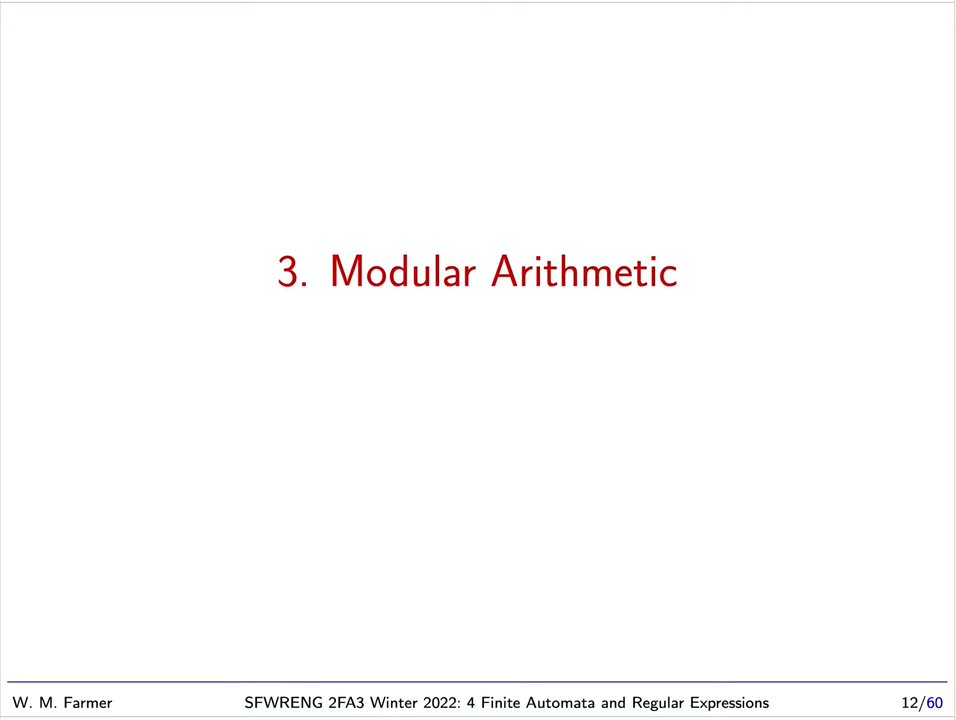 3. Modular Arithmetic
W. M. Farmer
SFWRENG 2FA3 Winter 2022: 4 Finite Automata and Regular Expressions
12/60